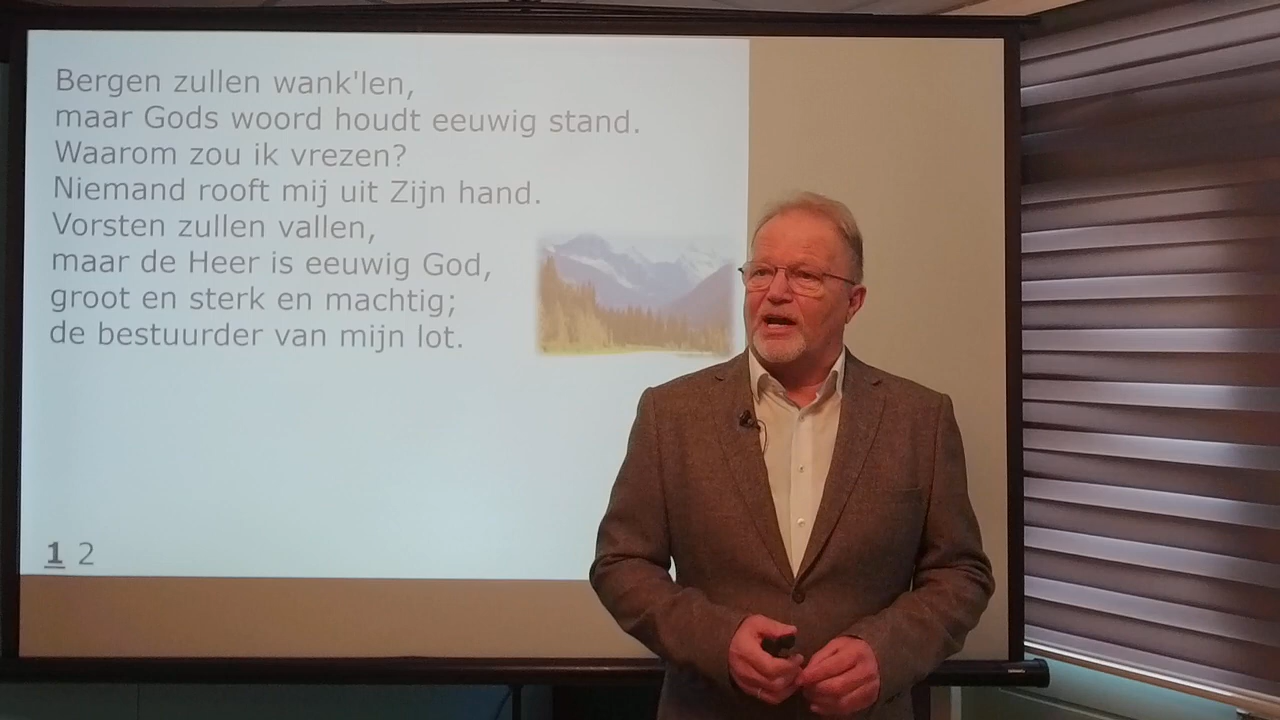 Bergen zullen wank'len,
maar Gods woord houdt eeuwig stand.
Waarom zou ik vrezen?
Niemand rooft mij uit Zijn hand.
Vorsten zullen vallen,
maar de Heer is eeuwig God,
groot en sterk en machtig;
de bestuurder van mijn lot.
1 2